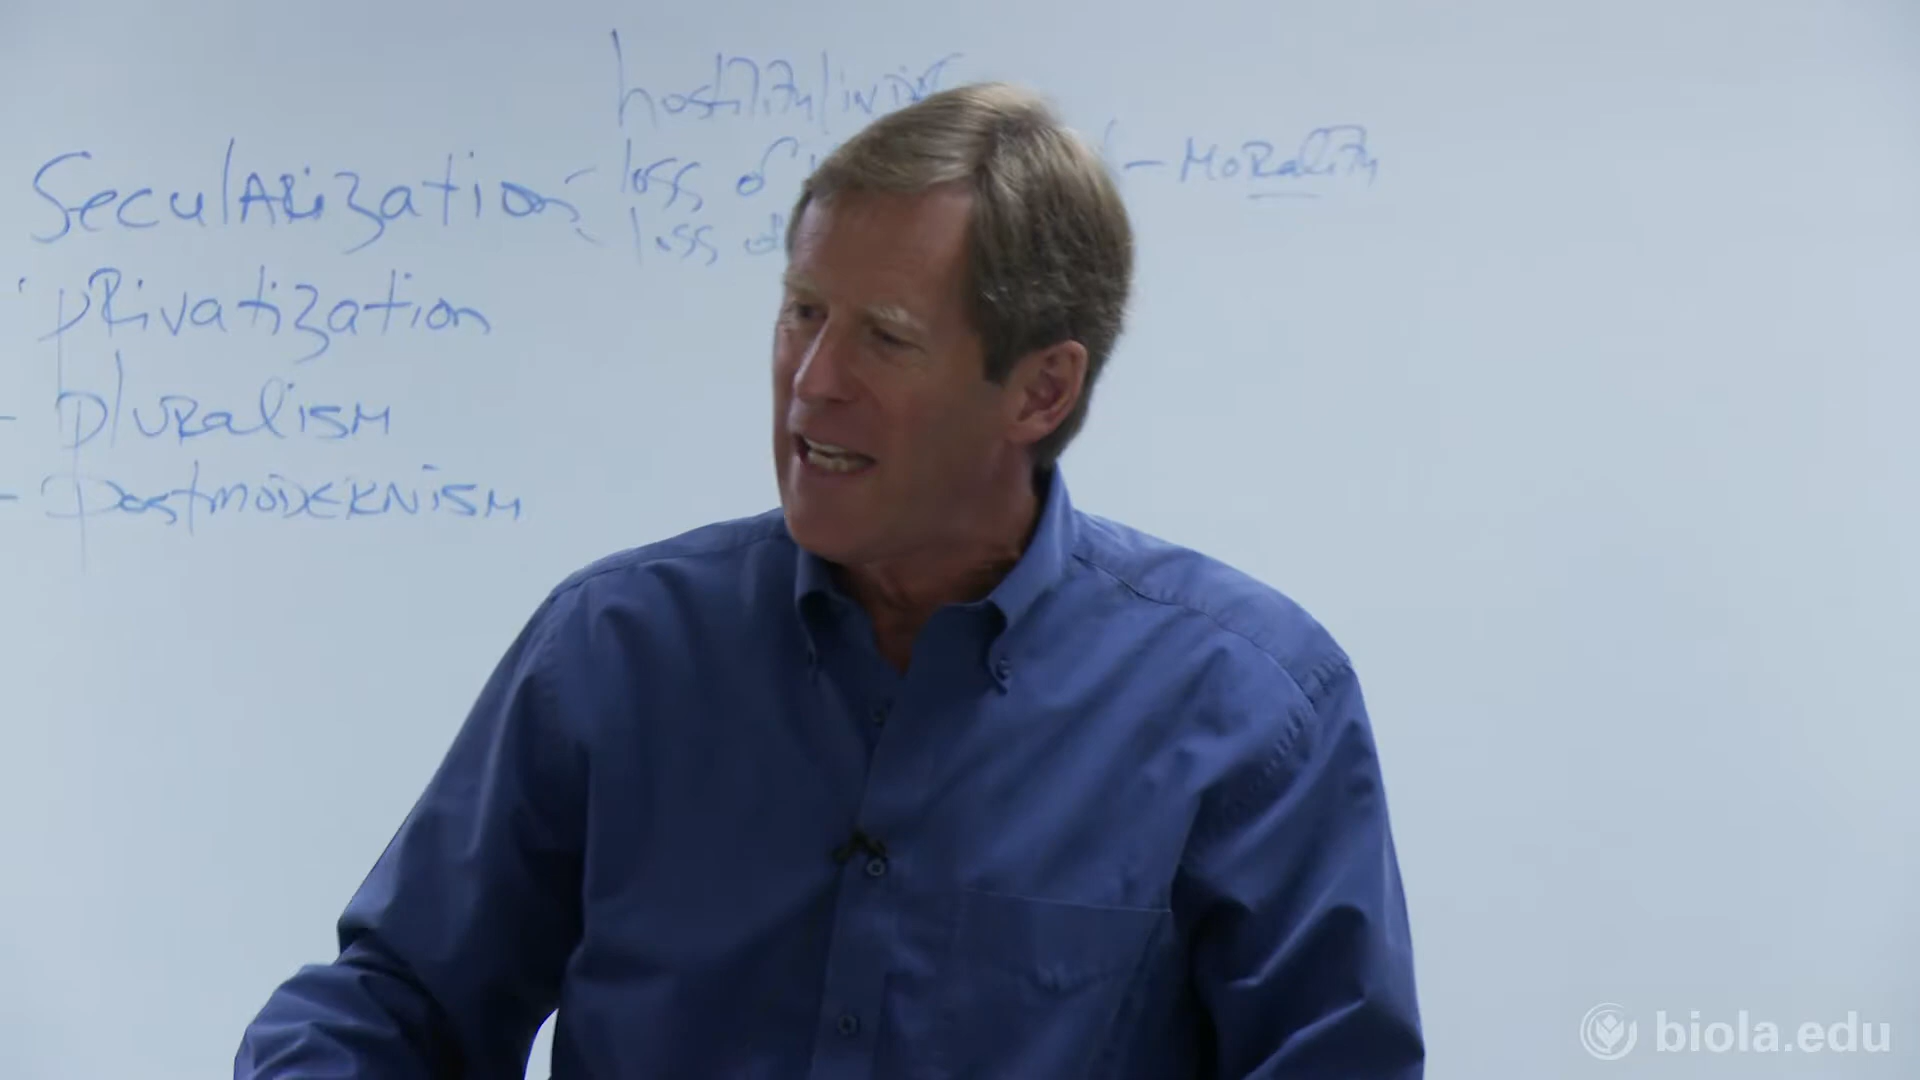 hostility/
SeculARization - loss of - MoRality
loss of
pRivatization
- pluRalism
- postmoDERNism
biola.edu